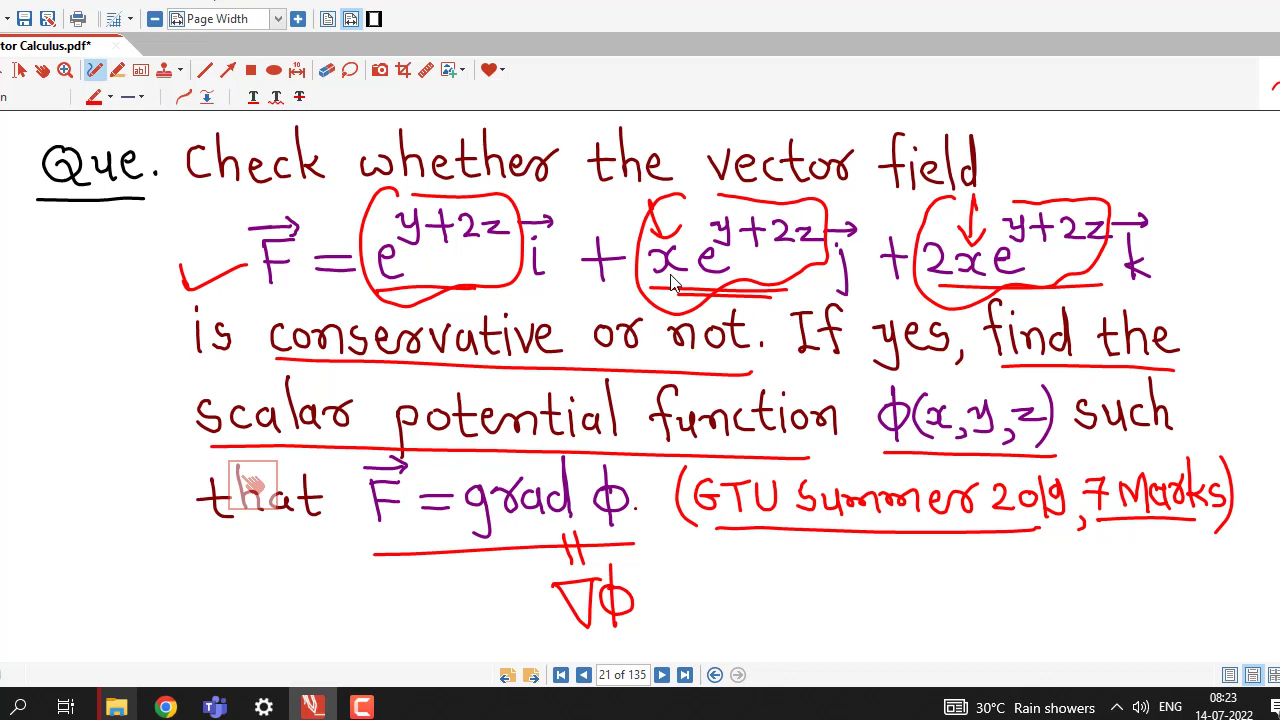 Page Width
tor Calculus.pdf*
n
Que. Check whether the vector field
F⃗ = e^{y+2z} i⃗ + xe^{y+2z} j⃗ + 2xe^{y+2z} k⃗
is conservative or not. If yes, find the
scalar potential function ϕ(x,y,z) such
that F⃗ = grad ϕ. (GTU Summer 2019, 7 Marks)
∇ϕ
21 of 135
30°C Rain showers ENG 08:23
14-07-2022